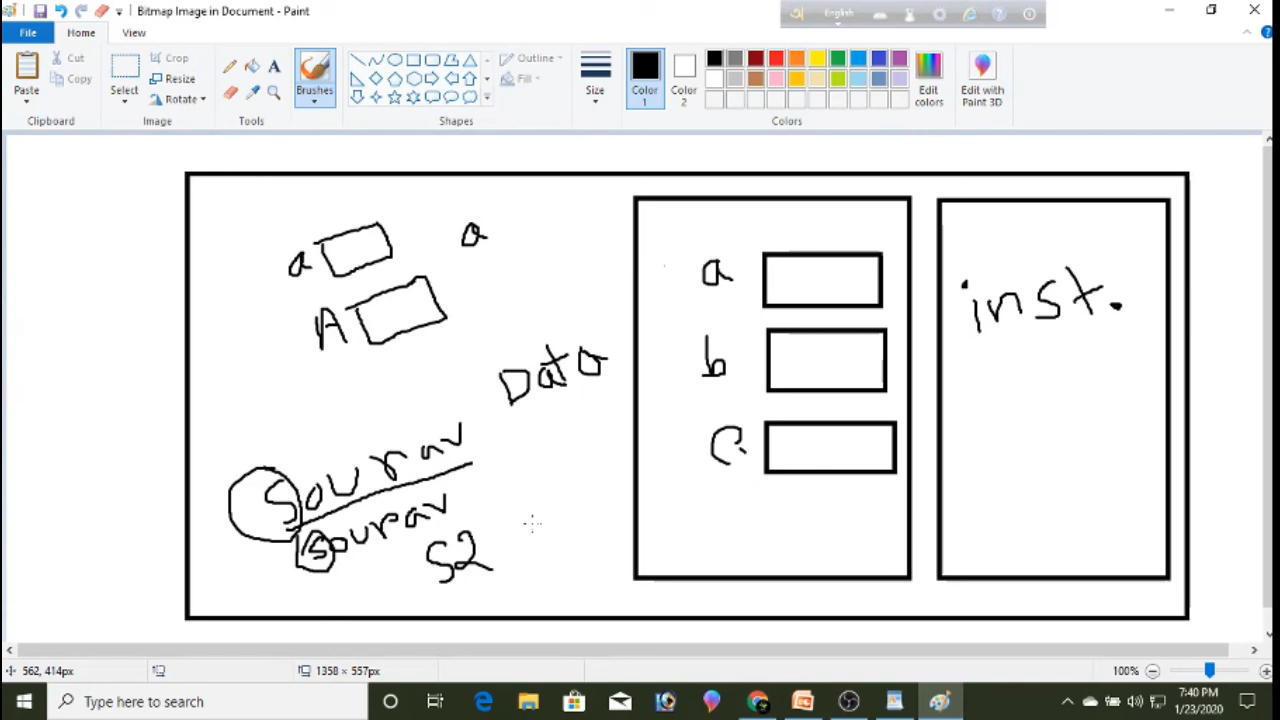 Bitmap Image in Document - Paint
English
File Home View
Paste Cut Copy Select Crop Resize Rotate Brushes Outline Fill Size Color 1 Color 2 Edit colors Edit with Paint 3D
Clipboard Image Tools Shapes Colors
a a
A
Data
Sourav
Sourav
S2
a
b
c
inst.
562, 414px 1358 × 557px 100%
Type here to search
7:40 PM
1/23/2020